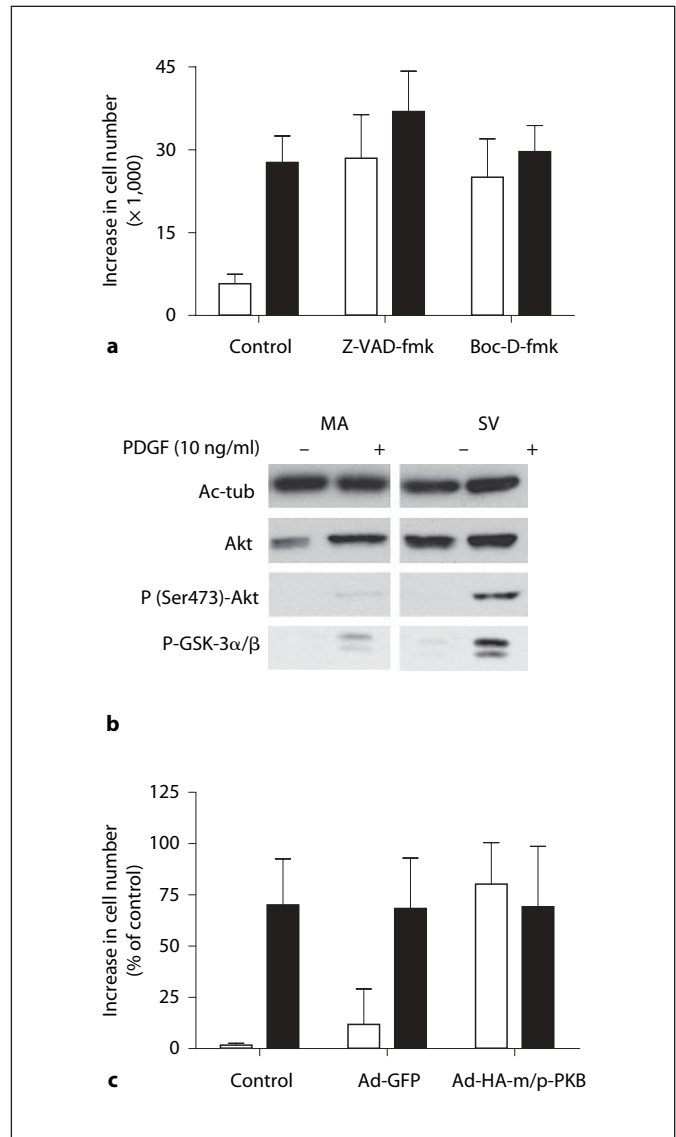 45
30
15
0
Increase in cell number
(× 1,000)
Control Z-VAD-fmk Boc-D-fmk
a
MA SV
PDGF (10 ng/ml) – + – +
Ac-tub
Akt
P (Ser473)-Akt
P-GSK-3α/β
b
125
100
75
50
25
0
Increase in cell number
(% of control)
Control Ad-GFP Ad-HA-m/p-PKB
c